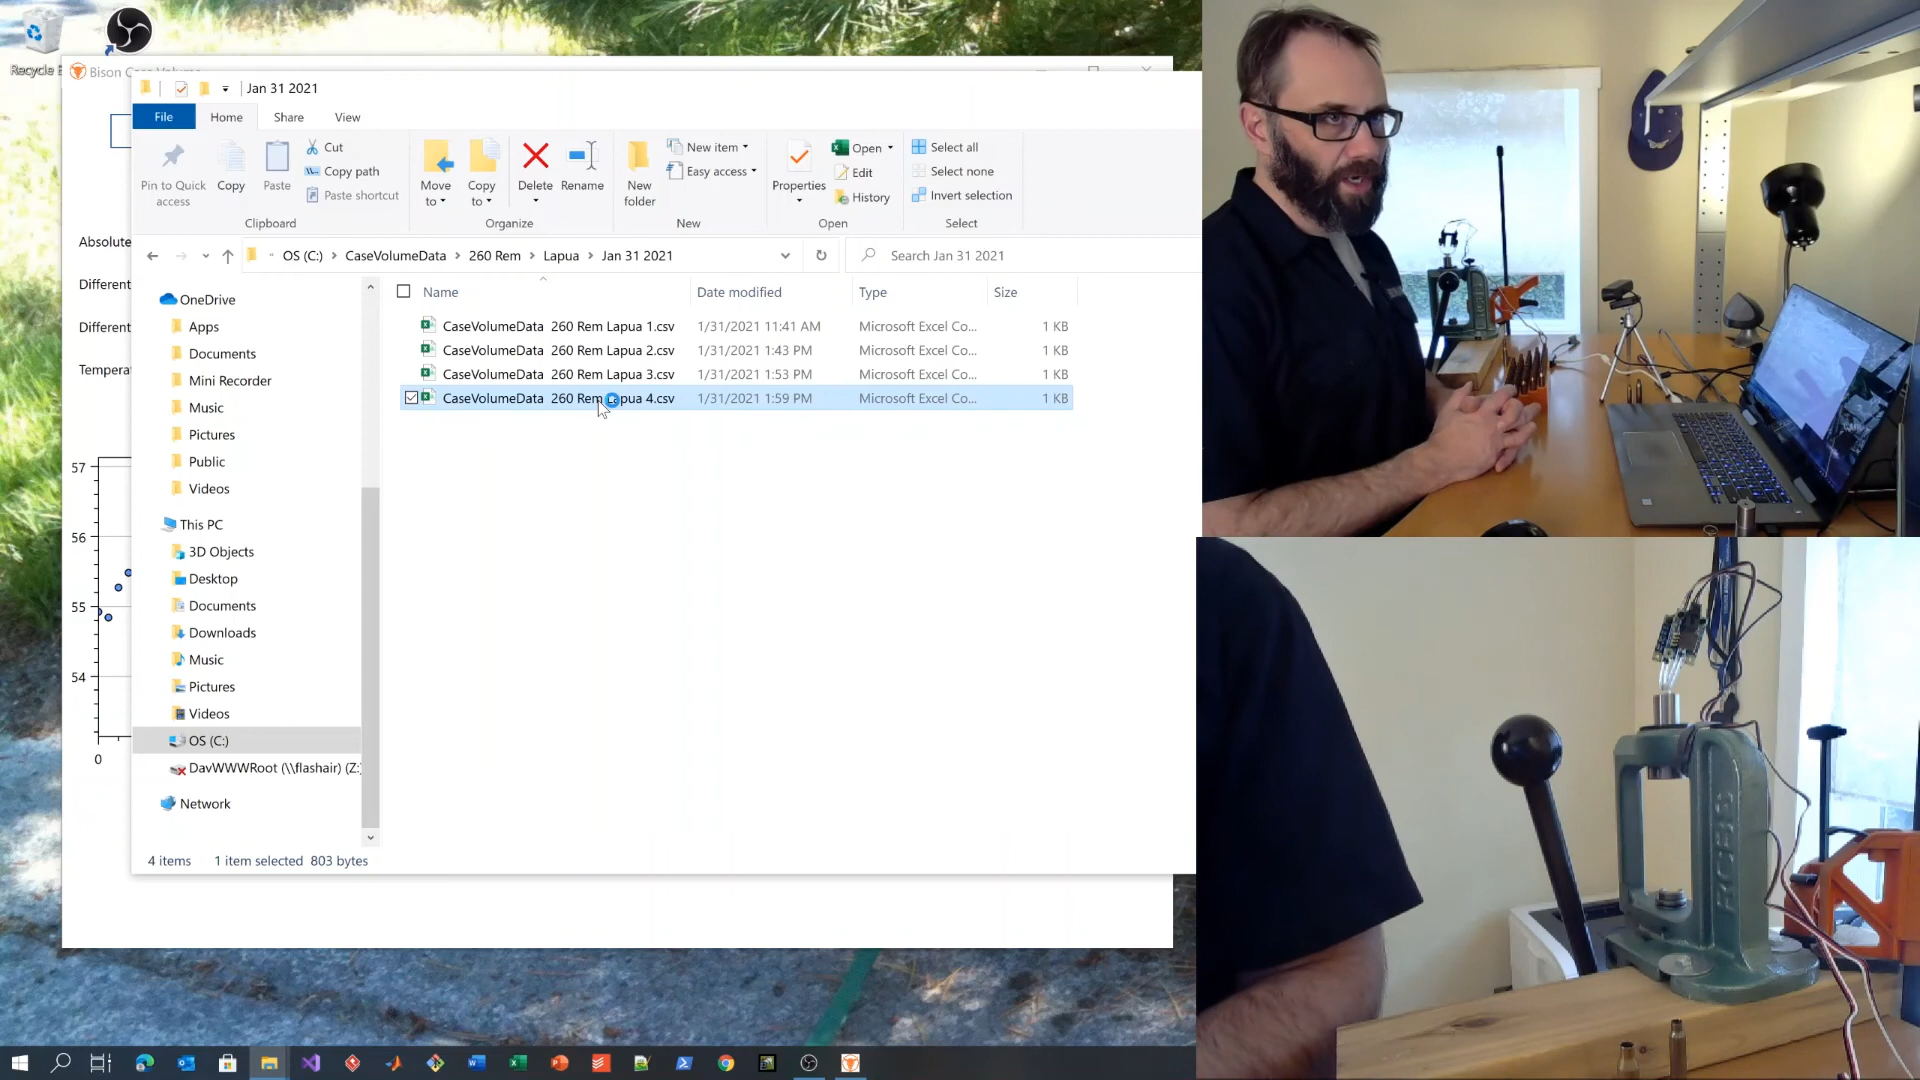 Recycle B
Bison Case Volume
Jan 31 2021
File
Home
Share
View
Pin to Quick access
Copy
Paste
Cut
Copy path
Paste shortcut
Clipboard
Move to
Copy to
Delete
Rename
Organize
New folder
New item
Easy access
New
Properties
Open
Edit
History
Open
Select all
Select none
Invert selection
Select
OS (C:) > CaseVolumeData > 260 Rem > Lapua > Jan 31 2021
Search Jan 31 2021
Absolute
Different
Different
Tempera
57
56
55
54
0
OneDrive
Apps
Documents
Mini Recorder
Music
Pictures
Public
Videos
This PC
3D Objects
Desktop
Documents
Downloads
Music
Pictures
Videos
OS (C:)
DavWWWRoot (\\flashair) (Z:
Network
Name Date modified Type Size
CaseVolumeData 260 Rem Lapua 1.csv 1/31/2021 11:41 AM Microsoft Excel Co... 1 KB
CaseVolumeData 260 Rem Lapua 2.csv 1/31/2021 1:43 PM Microsoft Excel Co... 1 KB
CaseVolumeData 260 Rem Lapua 3.csv 1/31/2021 1:53 PM Microsoft Excel Co... 1 KB
CaseVolumeData 260 Rem Lapua 4.csv 1/31/2021 1:59 PM Microsoft Excel Co... 1 KB
4 items 1 item selected 803 bytes
RCBS